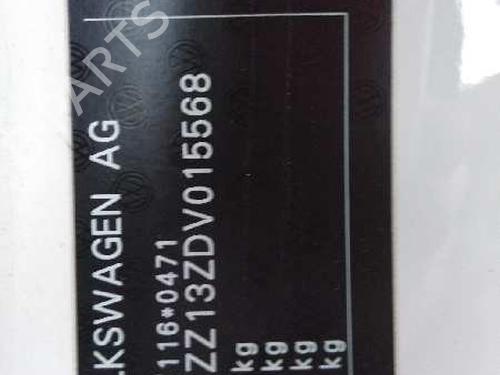 LKSWAGEN AG
116*0471
ZZ13ZDV015568
kg
kg
kg
kg
ARTS